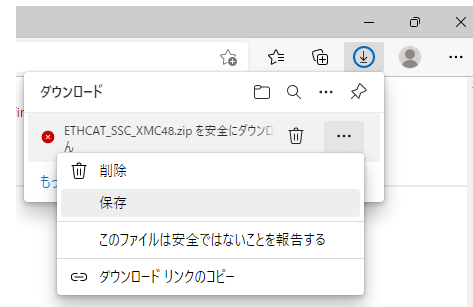 ダウンロード
ETHCAT_SSC_XMC48.zip を安全にダウンロ
ん
もっ
削除
保存
このファイルは安全ではないことを報告する
ダウンロード リンクのコピー